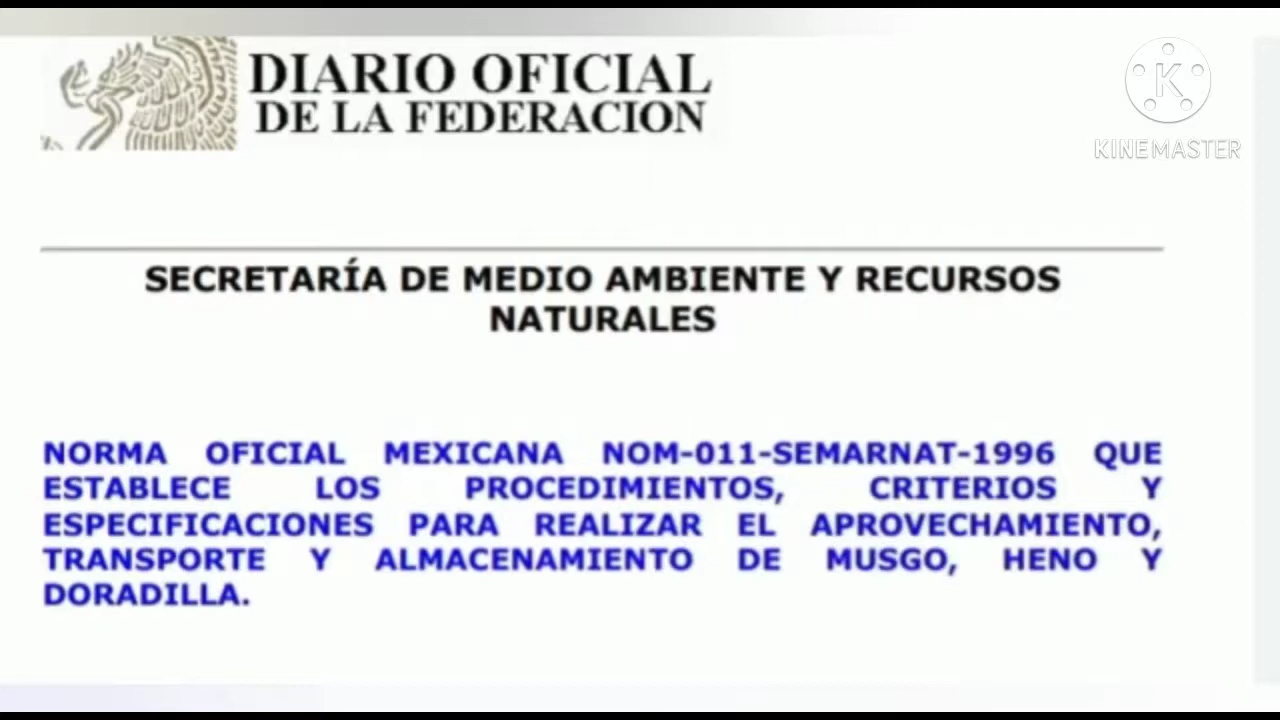 DIARIO OFICIAL
DE LA FEDERACION
K
KINEMASTER
SECRETARÍA DE MEDIO AMBIENTE Y RECURSOS
NATURALES
NORMA OFICIAL MEXICANA NOM-011-SEMARNAT-1996 QUE
ESTABLECE LOS PROCEDIMIENTOS, CRITERIOS Y
ESPECIFICACIONES PARA REALIZAR EL APROVECHAMIENTO,
TRANSPORTE Y ALMACENAMIENTO DE MUSGO, HENO Y
DORADILLA.